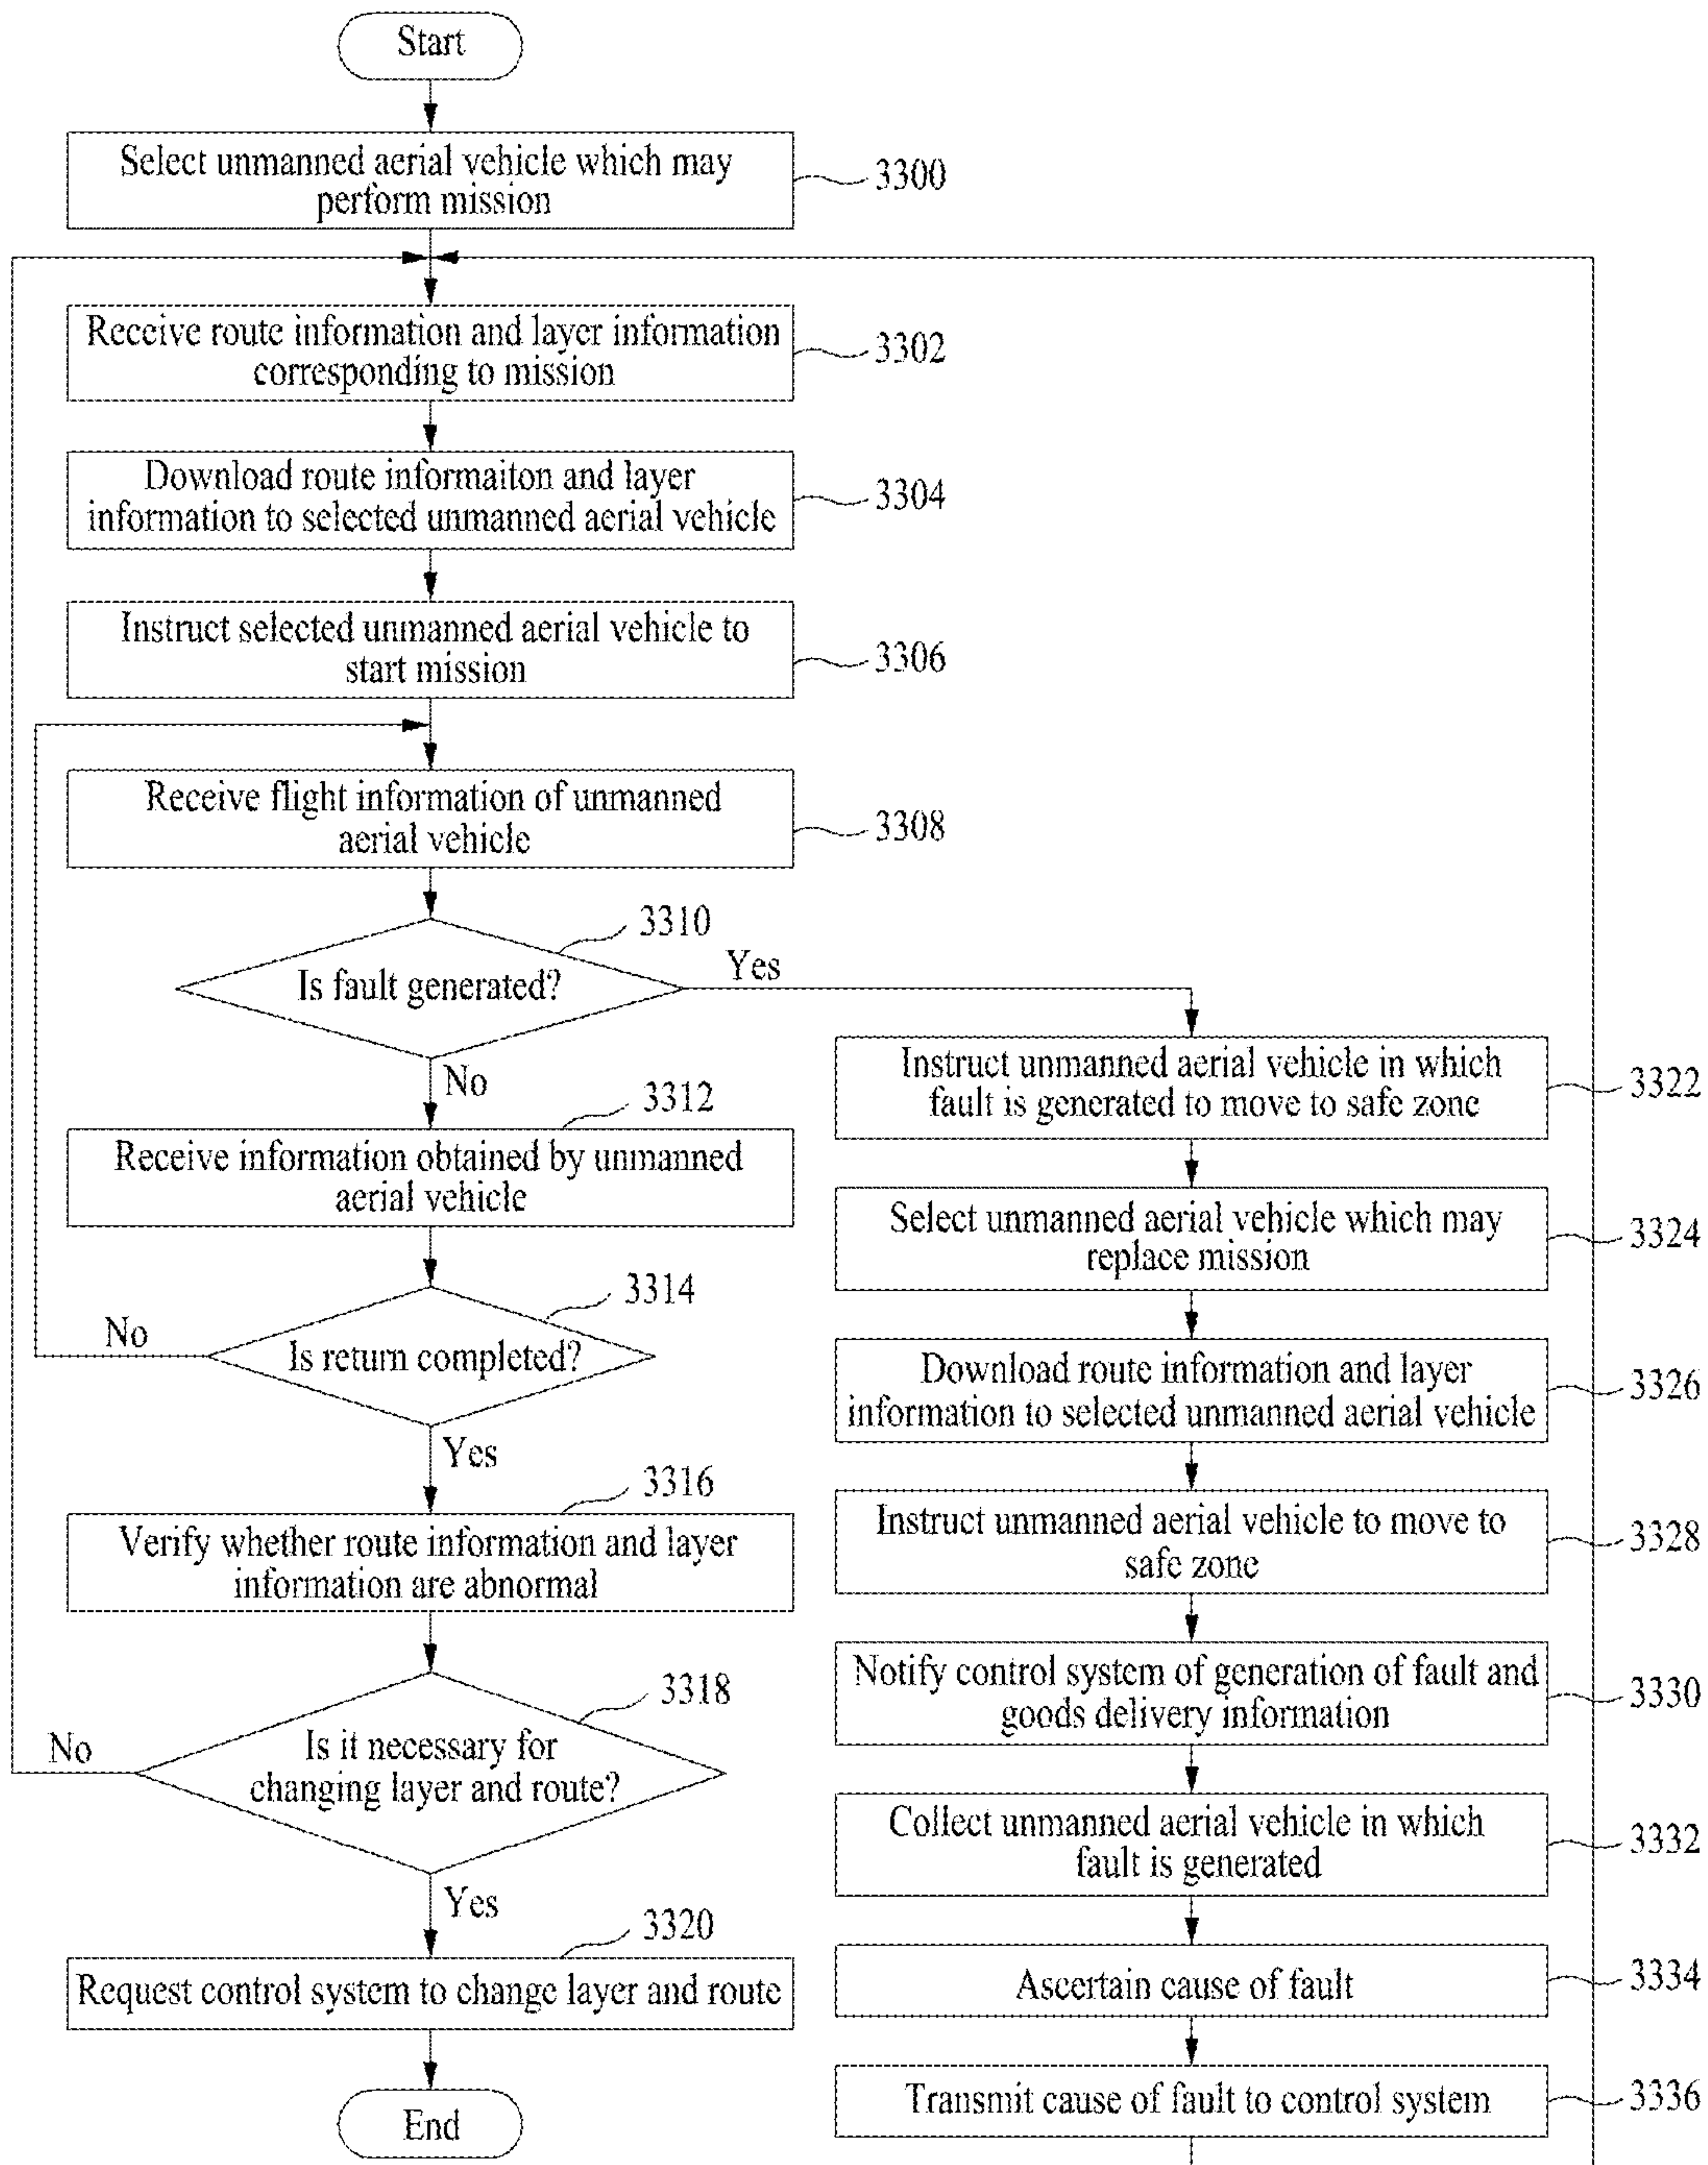 Start
Select unmanned aerial vehicle which may
perform mission
3300
Receive route information and layer information
corresponding to mission
3302
Download route informaiton and layer
information to selected unmanned aerial vehicle
3304
Instruct selected unmanned aerial vehicle to
start mission
3306
Receive flight information of unmanned
aerial vehicle
3308
3310
Is fault generated?
Yes
No
3312
Receive information obtained by unmanned
aerial vehicle
3314
Is return completed?
No
Yes
3316
Verify whether route information and layer
information are abnormal
3318
Is it necessary for
changing layer and route?
No
Yes
3320
Request control system to change layer and route
End
Instruct unmanned aerial vehicle in which
fault is generated to move to safe zone
3322
Select unmanned aerial vehicle which may
replace mission
3324
Download route information and layer
information to selected unmanned aerial vehicle
3326
Instruct unmanned aerial vehicle to move to
safe zone
3328
Notify control system of generation of fault and
goods delivery information
3330
Collect unmanned aerial vehicle in which
fault is generated
3332
Ascertain cause of fault
3334
Transmit cause of fault to control system
3336